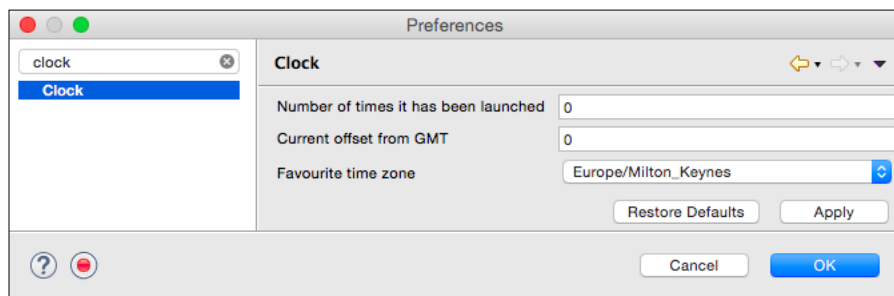 Preferences
clock
Clock
Clock
Number of times it has been launched 0
Current offset from GMT 0
Favourite time zone Europe/Milton_Keynes
Restore Defaults Apply
? Cancel OK